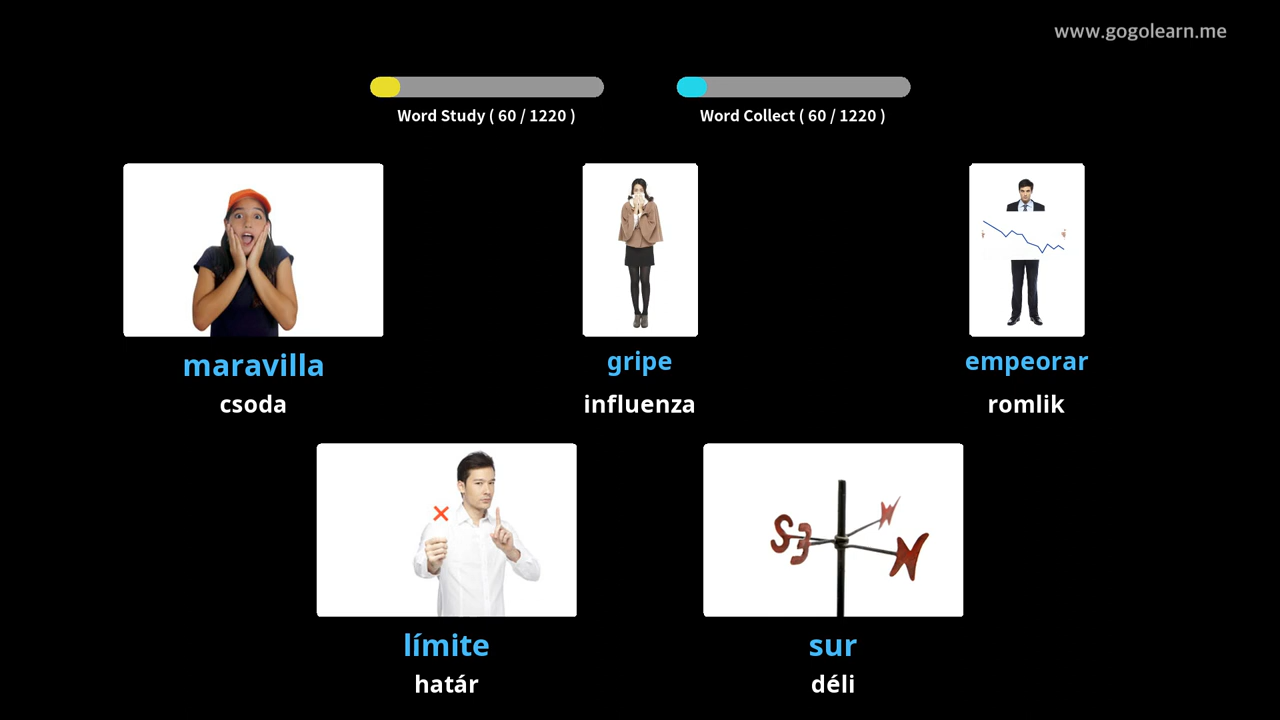 www.gogolearn.me
Word Study ( 60 / 1220 )
Word Collect ( 60 / 1220 )
maravilla
csoda
gripe
influenza
empeorar
romlik
límite
határ
S E N W
sur
déli